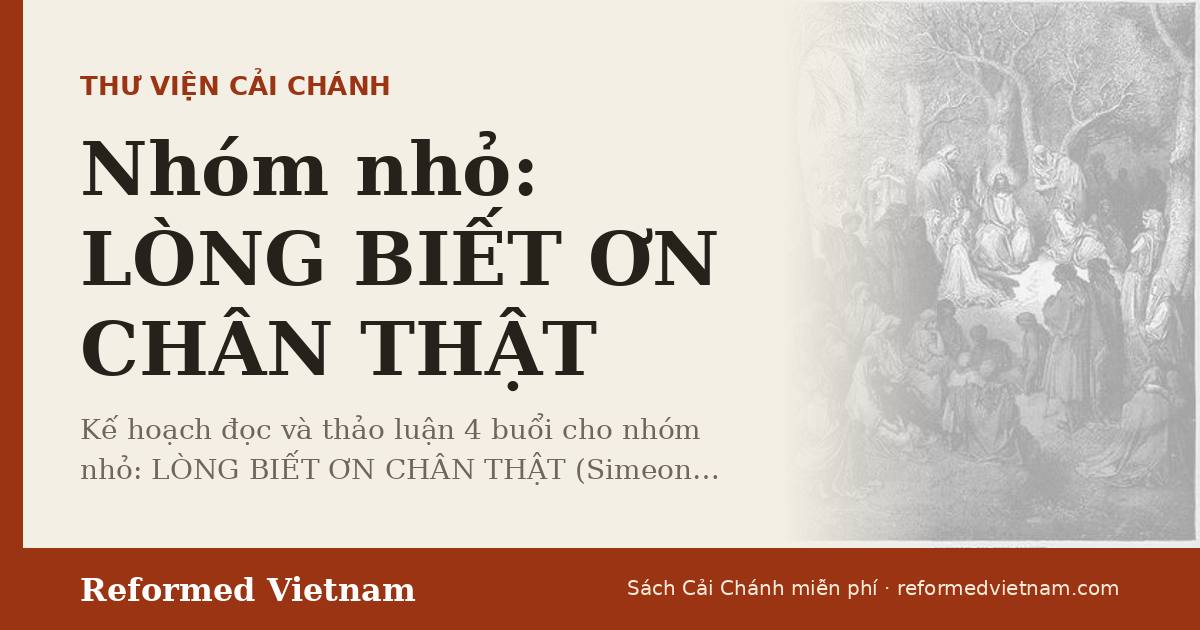 THƯ VIỆN CẢI CHÁNH
Nhóm nhỏ:
LÒNG BIẾT ƠN
CHÂN THẬT
Kế hoạch đọc và thảo luận 4 buổi cho nhóm
nhỏ: LÒNG BIẾT ƠN CHÂN THẬT (Simeon…
Reformed Vietnam
Sách Cải Chánh miễn phí · reformedvietnam.com